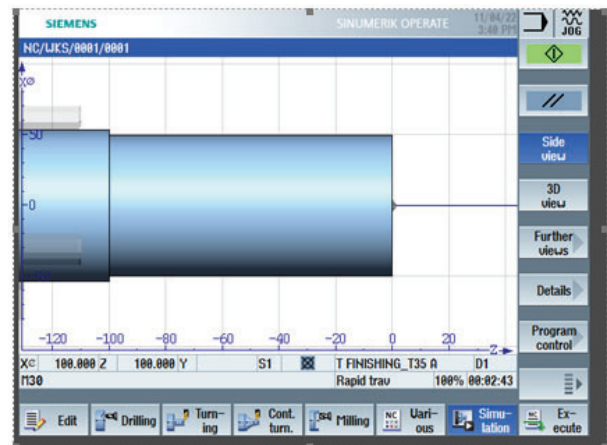 SIEMENS
SINUMERIK OPERATE
11/04/22
3:40 PM
JOG
NC/WKS/0001/0001
X⌀
50
0
Side
view
3D
view
Further
views
Details
Program
control
-120 -100 -80 -60 -40 -20 0 20
Z
XC 100.000 Z 100.000 Y S1 T FINISHING_T35 A D1
M30 Rapid trav 100% 00:02:43
Edit
Drilling
Turn-
ing
Cont.
turn.
Milling
NC
Vari-
ous
Simu-
lation
NC
Ex-
ecute